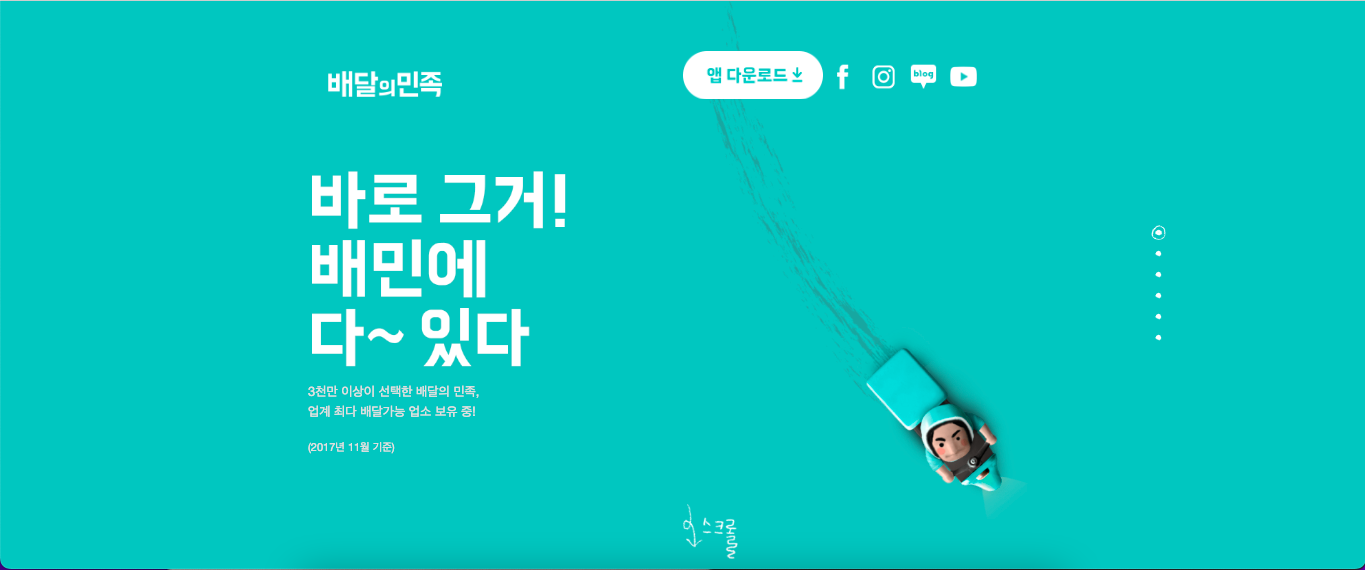 배달의민족
앱 다운로드
blog
바로 그거!
배민에
다~ 있다
3천만 이상이 선택한 배달의 민족,
업계 최다 배달가능 업소 보유 중!
(2017년 11월 기준)
스크로올